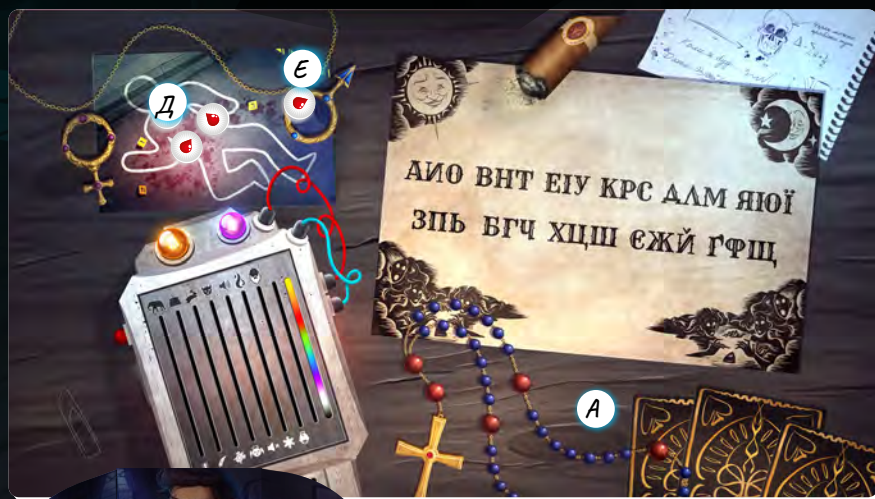 Е
Д
АИО ВНТ ЕІУ КРС ДЛМ ЯЮЇ
ЗПЬ БГЧ ХЦШ ЄЖЙ ҐФЩ
А